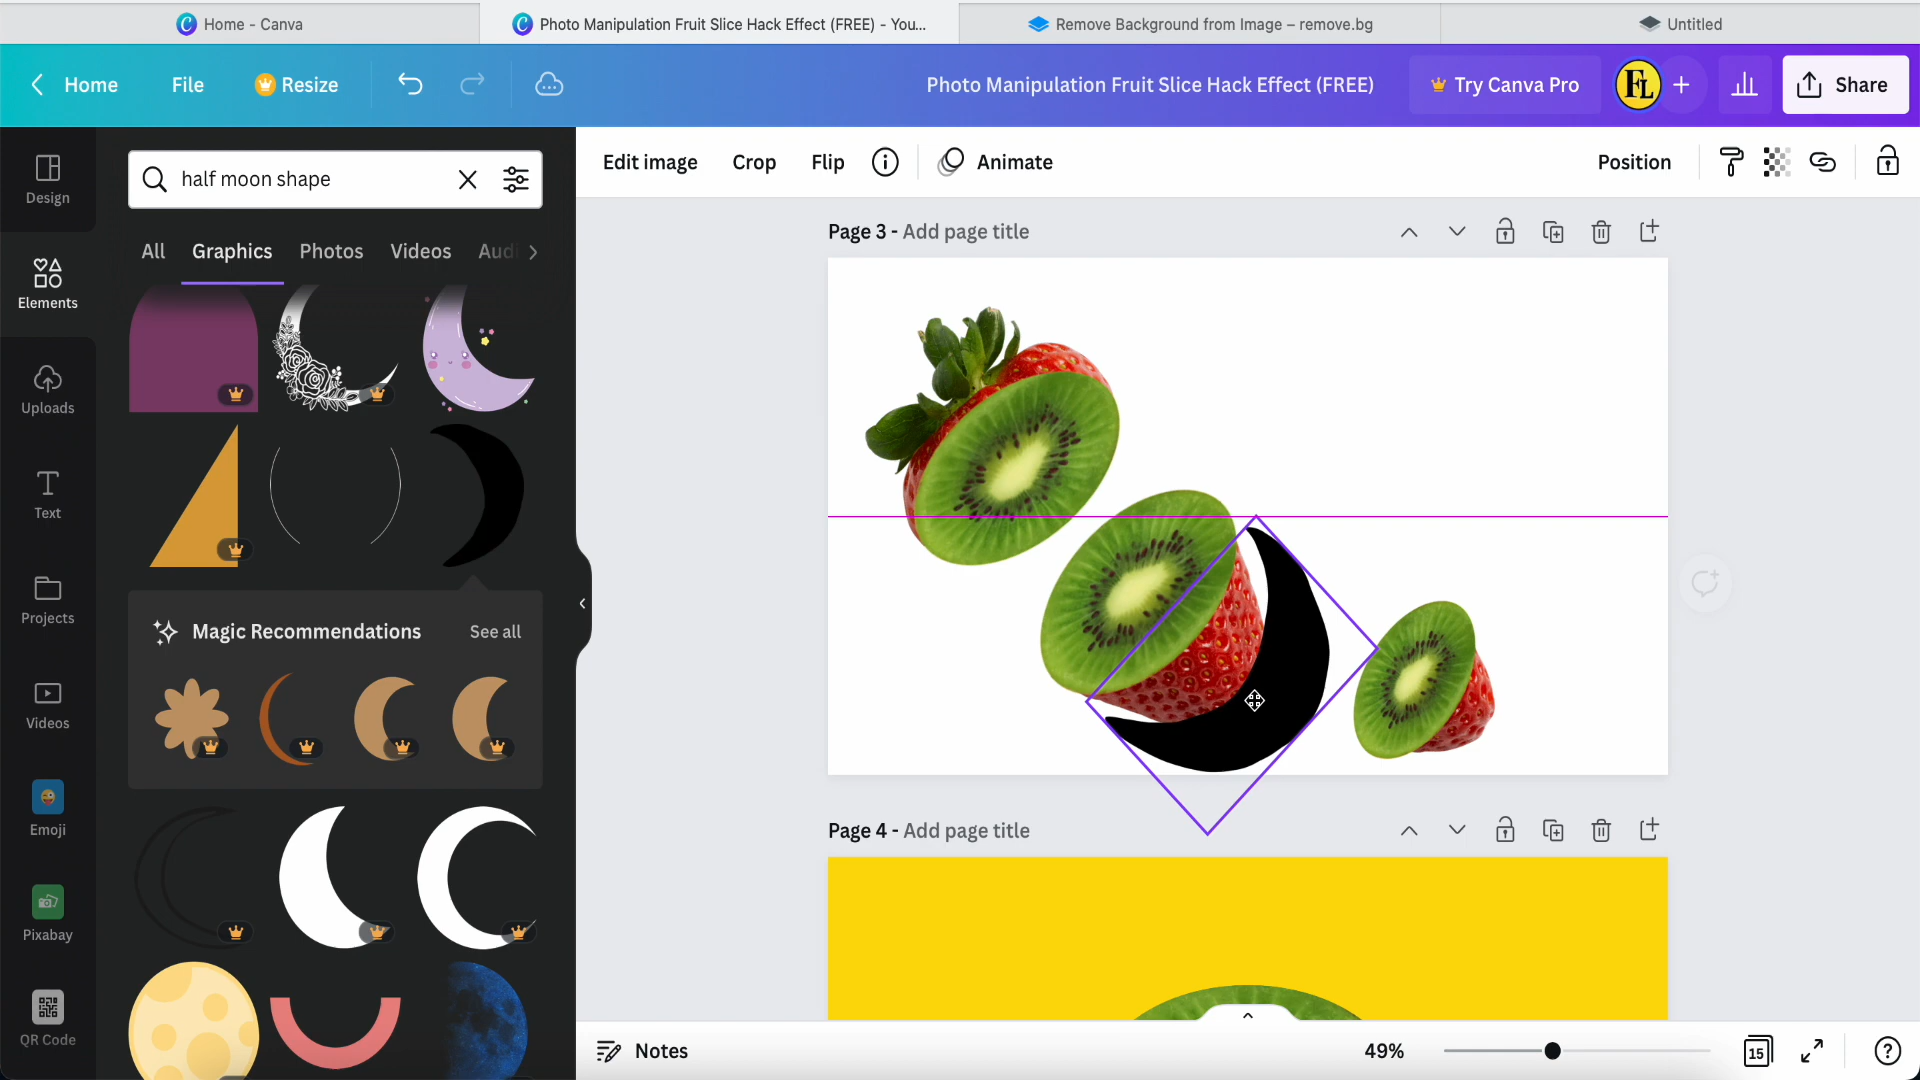 Home - Canva
Photo Manipulation Fruit Slice Hack Effect (FREE) - You...
Remove Background from Image – remove.bg
Untitled
Home
File
Resize
Photo Manipulation Fruit Slice Hack Effect (FREE)
Try Canva Pro
FL
Share
Design
Elements
Uploads
Text
Projects
Videos
Emoji
Pixabay
QR Code
half moon shape
All
Graphics
Photos
Videos
Audi
Magic Recommendations
See all
Edit image
Crop
Flip
Animate
Position
Page 3 - Add page title
Page 4 - Add page title
Notes
49%
15